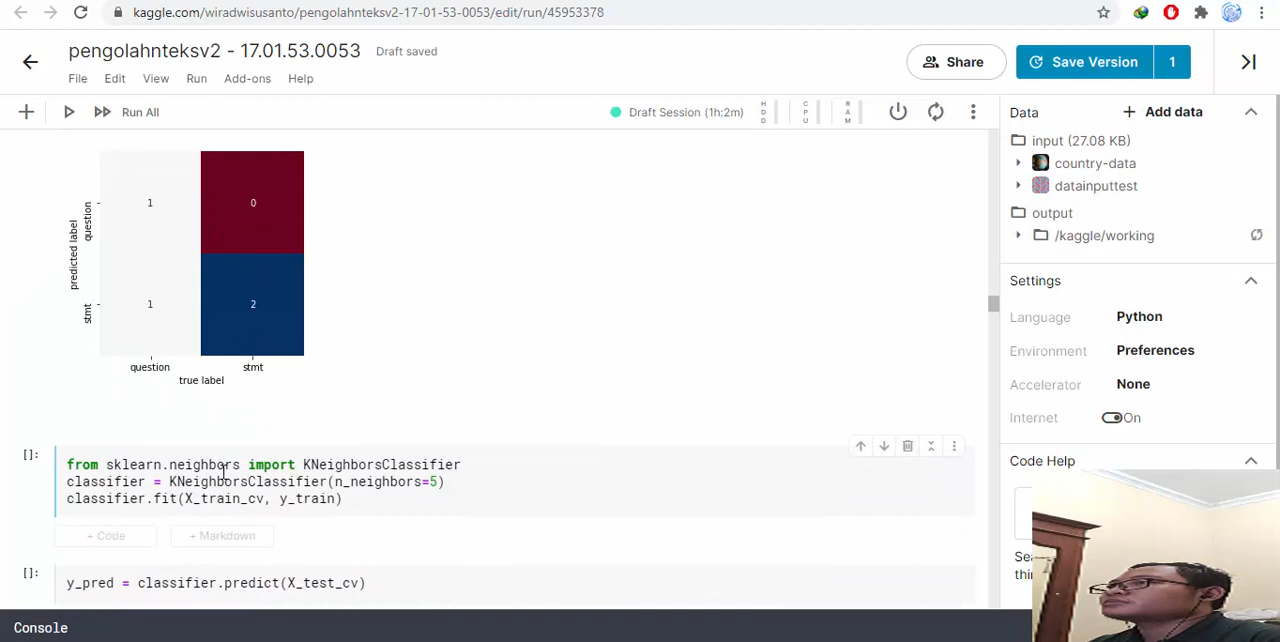 kaggle.com/wiradwisusanto/pengolahnteksv2-17-01-53-0053/edit/run/45953378
pengolahnteksv2 - 17.01.53.0053 Draft saved
File Edit View Run Add-ons Help
Share
Save Version 1
Run All
Draft Session (1h:2m)
HDD
CPU
RAM
Data
Add data
input (27.08 KB)
country-data
datainputtest
output
/kaggle/working
Settings
Language Python
Environment Preferences
Accelerator None
Internet On
Code Help
predicted label
question
stmt
1 0
1 2
question stmt
true label
[]:
from sklearn.neighbors import KNeighborsClassifier
classifier = KNeighborsClassifier(n_neighbors=5)
classifier.fit(X_train_cv, y_train)
+ Code + Markdown
[]:
y_pred = classifier.predict(X_test_cv)
Console